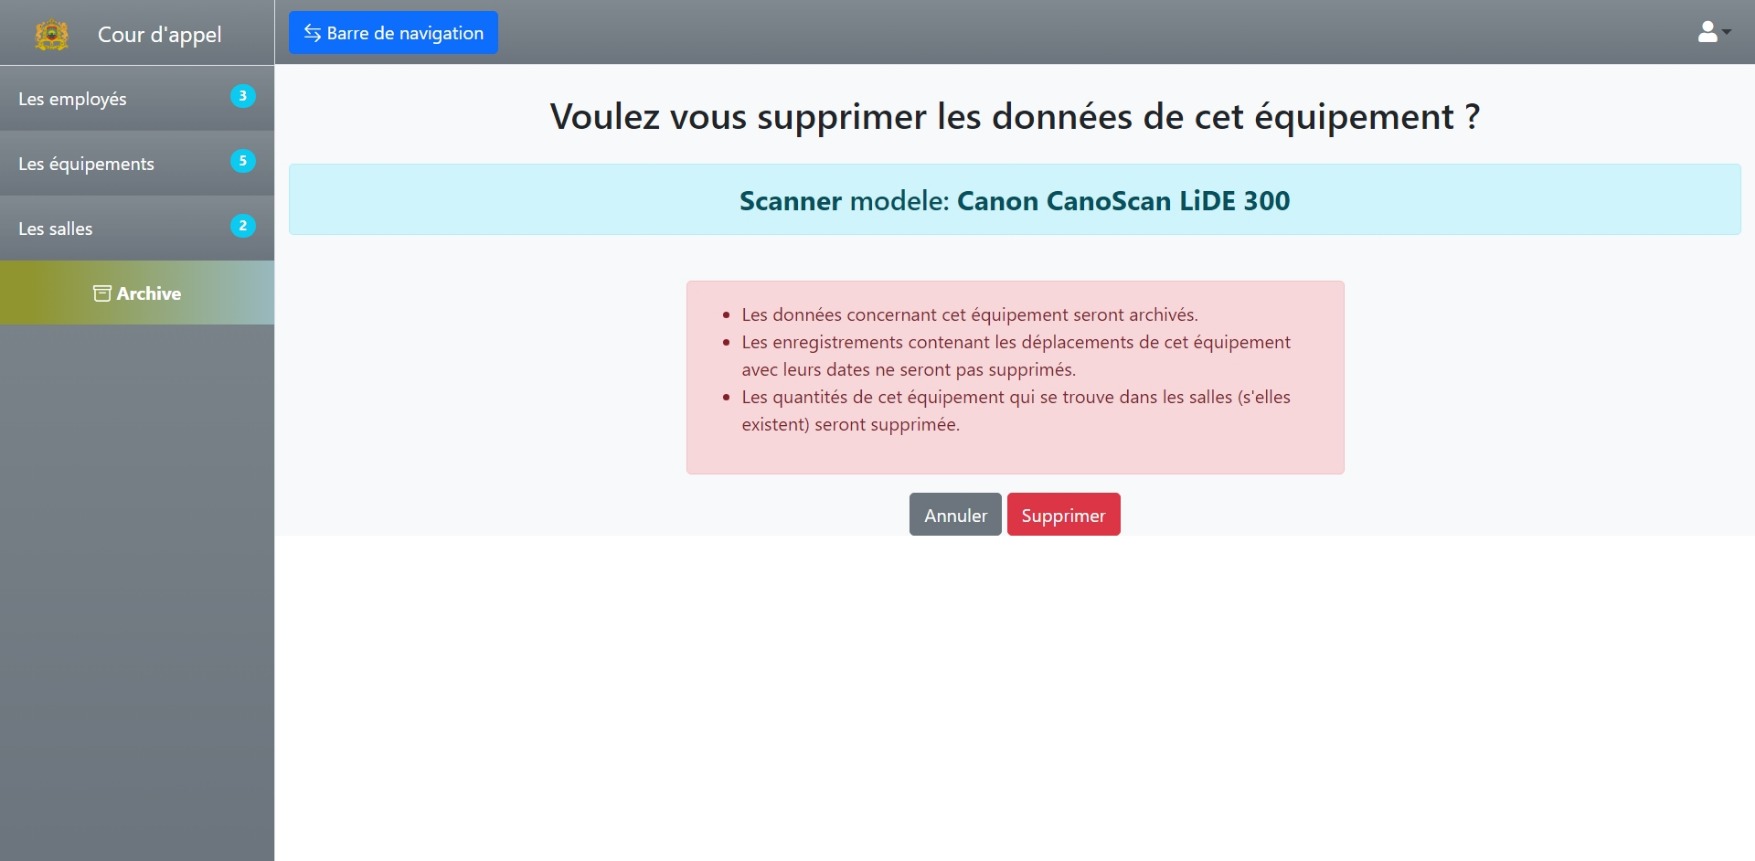 Cour d'appel
Barre de navigation
Les employés 3
Les équipements 5
Les salles 2
Archive
Voulez vous supprimer les données de cet équipement ?
Scanner modele: Canon CanoScan LiDE 300
Les données concernant cet équipement seront archivés.
Les enregistrements contenant les déplacements de cet équipement
avec leurs dates ne seront pas supprimés.
Les quantités de cet équipement qui se trouve dans les salles (s'elles
existent) seront supprimée.
Annuler Supprimer